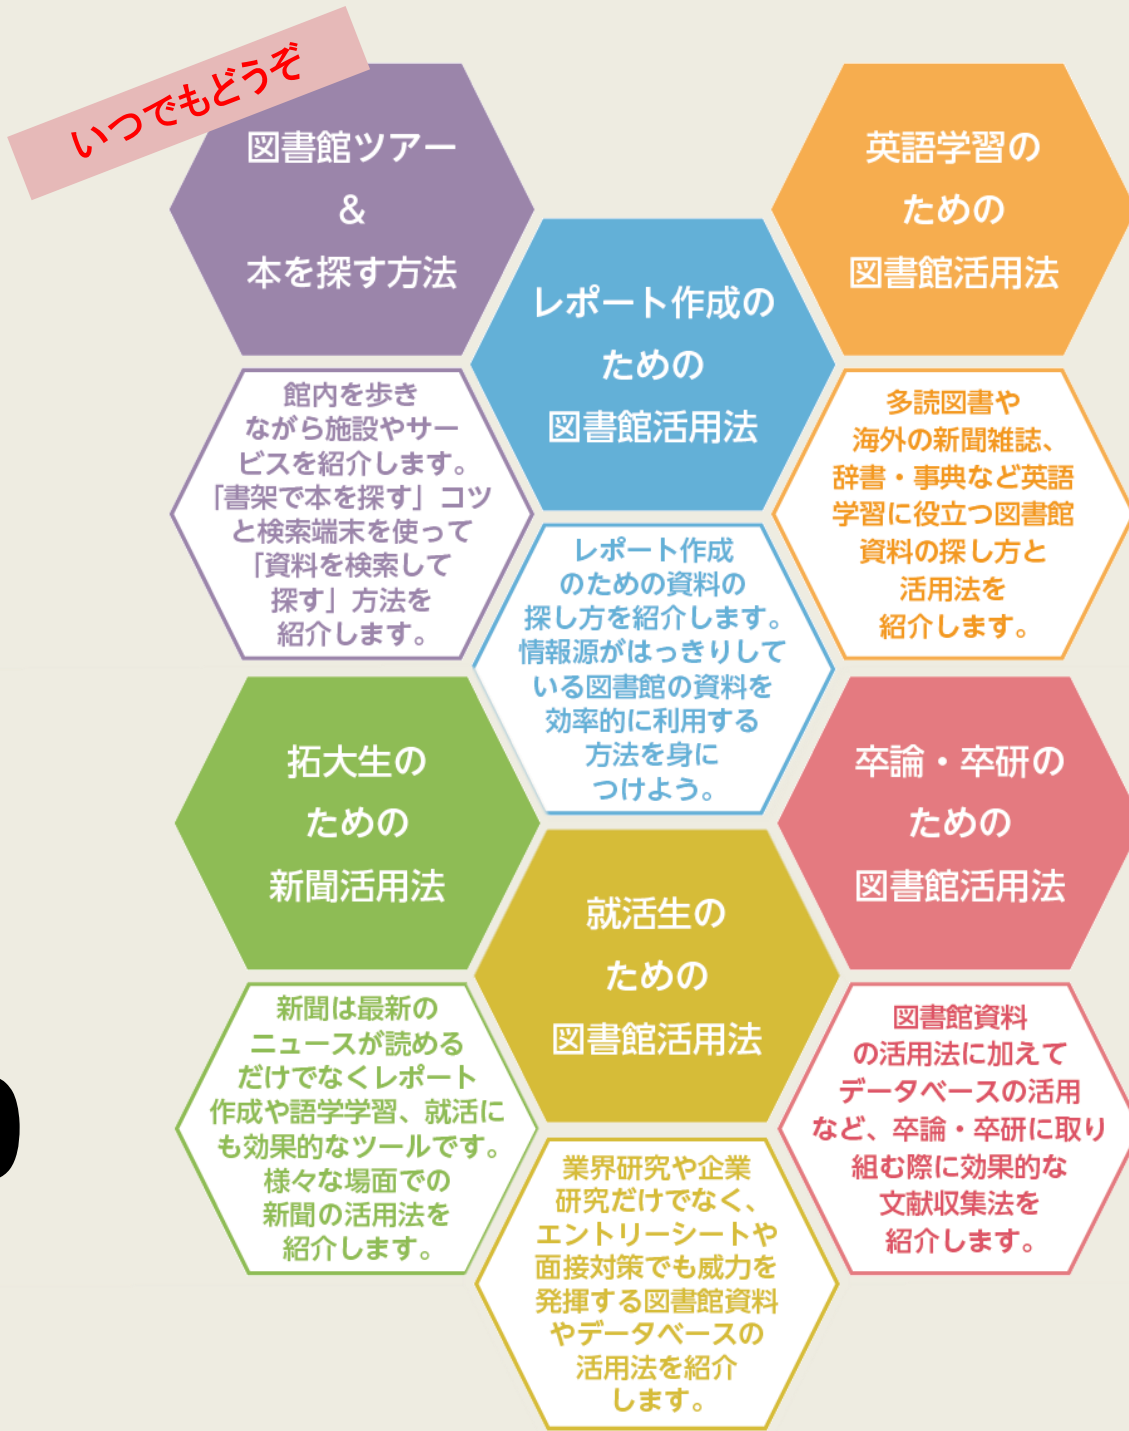 いつでもどうぞ
図書館ツアー
&
本を探す方法
館内を歩き
ながら施設やサー
ビスを紹介します。
「書架で本を探す」コツ
と検索端末を使って
「資料を検索して
探す」方法を
紹介します。
レポート作成の
ための
図書館活用法
レポート作成
のための資料の
探し方を紹介します。
情報源がはっきりして
いる図書館の資料を
効率的に利用する
方法を身に
つけよう。
英語学習の
ための
図書館活用法
多読図書や
海外の新聞雑誌、
辞書・事典など英語
学習に役立つ図書館
資料の探し方と
活用法を
紹介します。
拓大生の
ための
新聞活用法
新聞は最新の
ニュースが読める
だけでなくレポート
作成や語学学習、就活に
も効果的なツールです。
様々な場面での
新聞の活用法を
紹介します。
就活生の
ための
図書館活用法
業界研究や企業
研究だけでなく、
エントリーシートや
面接対策でも威力を
発揮する図書館資料
やデータベースの
活用法を紹介
します。
卒論・卒研の
ための
図書館活用法
図書館資料
の活用法に加えて
データベースの活用
など、卒論・卒研に取り
組む際に効果的な
文献収集法を
紹介します。